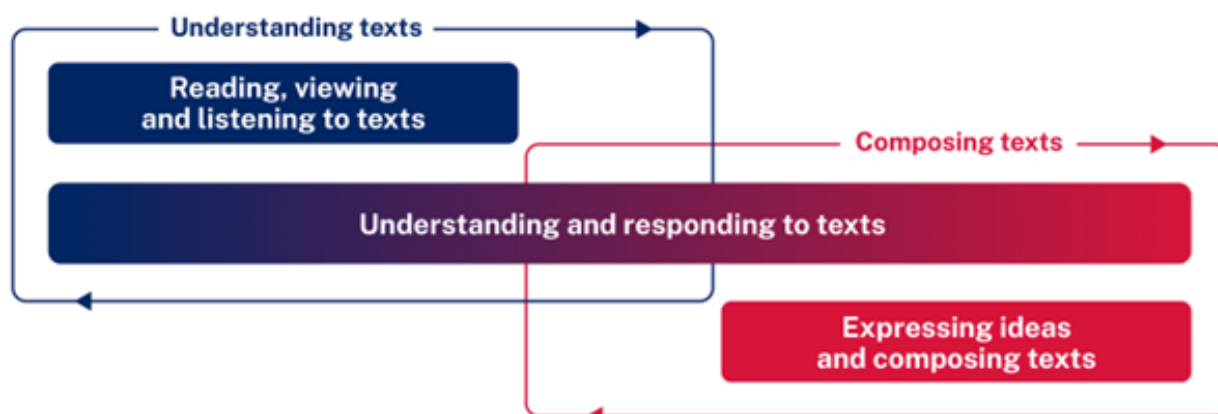 Understanding texts
Reading, viewing
and listening to texts
Composing texts
Understanding and responding to texts
Expressing ideas
and composing texts